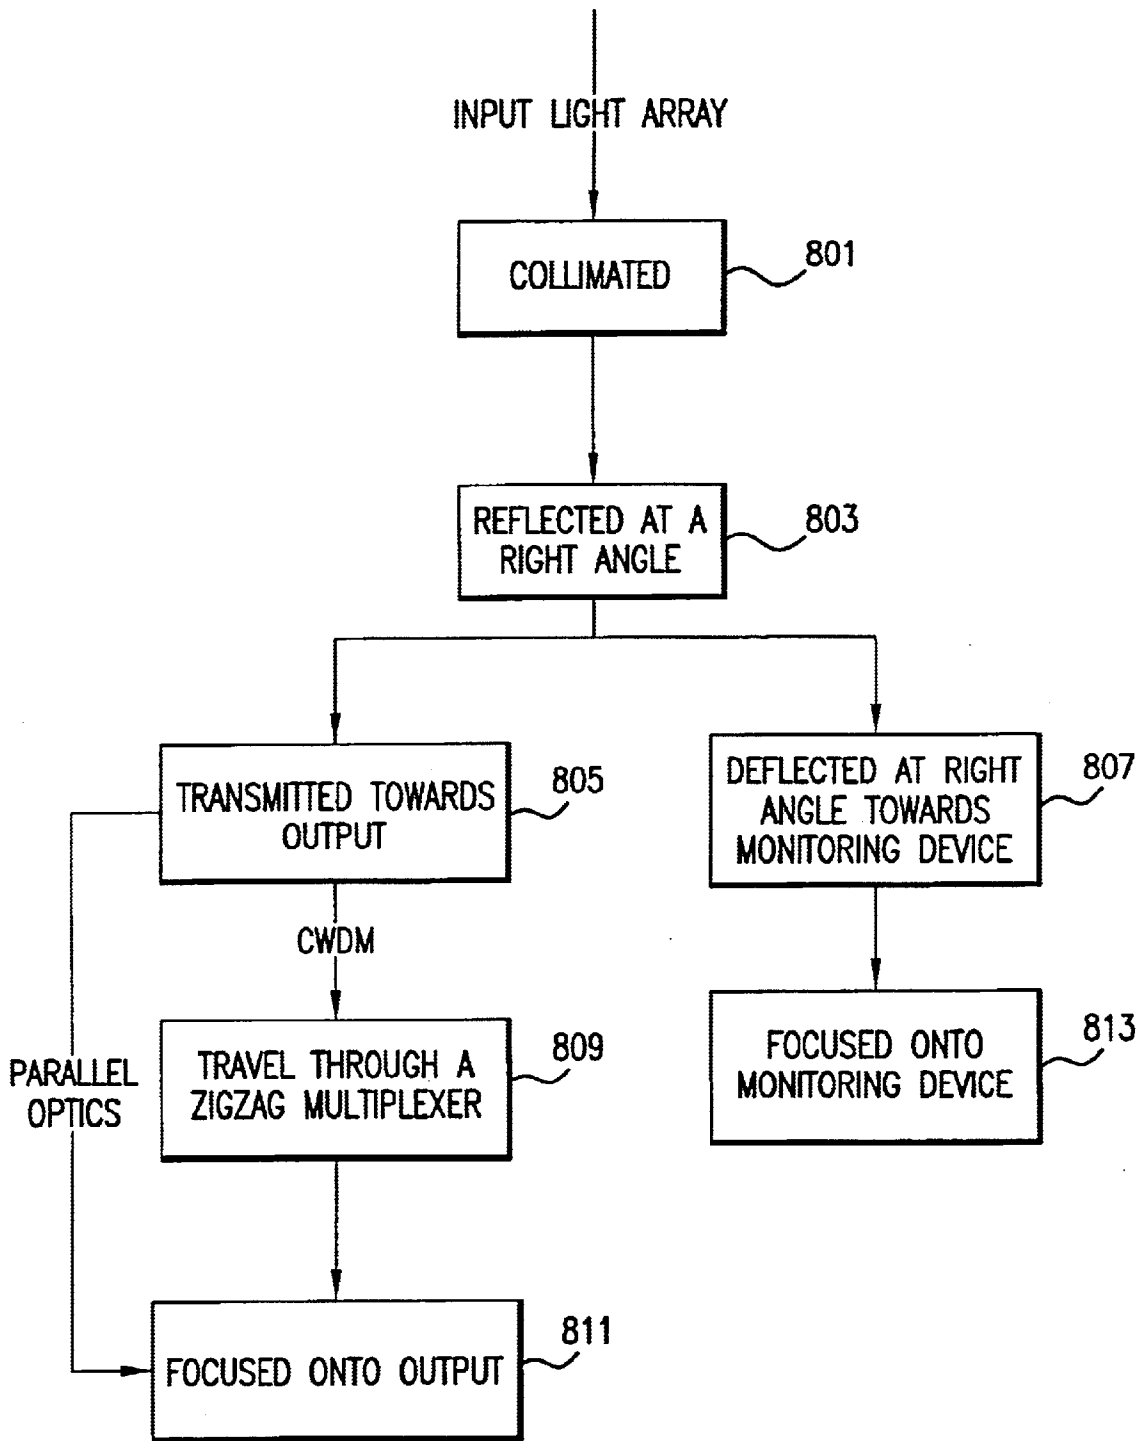 INPUT LIGHT ARRAY
COLLIMATED
801
REFLECTED AT A
RIGHT ANGLE
803
TRANSMITTED TOWARDS
OUTPUT
805
DEFLECTED AT RIGHT
ANGLE TOWARDS
MONITORING DEVICE
807
CWDM
TRAVEL THROUGH A
ZIGZAG MULTIPLEXER
809
FOCUSED ONTO
MONITORING DEVICE
813
PARALLEL
OPTICS
FOCUSED ONTO OUTPUT
811